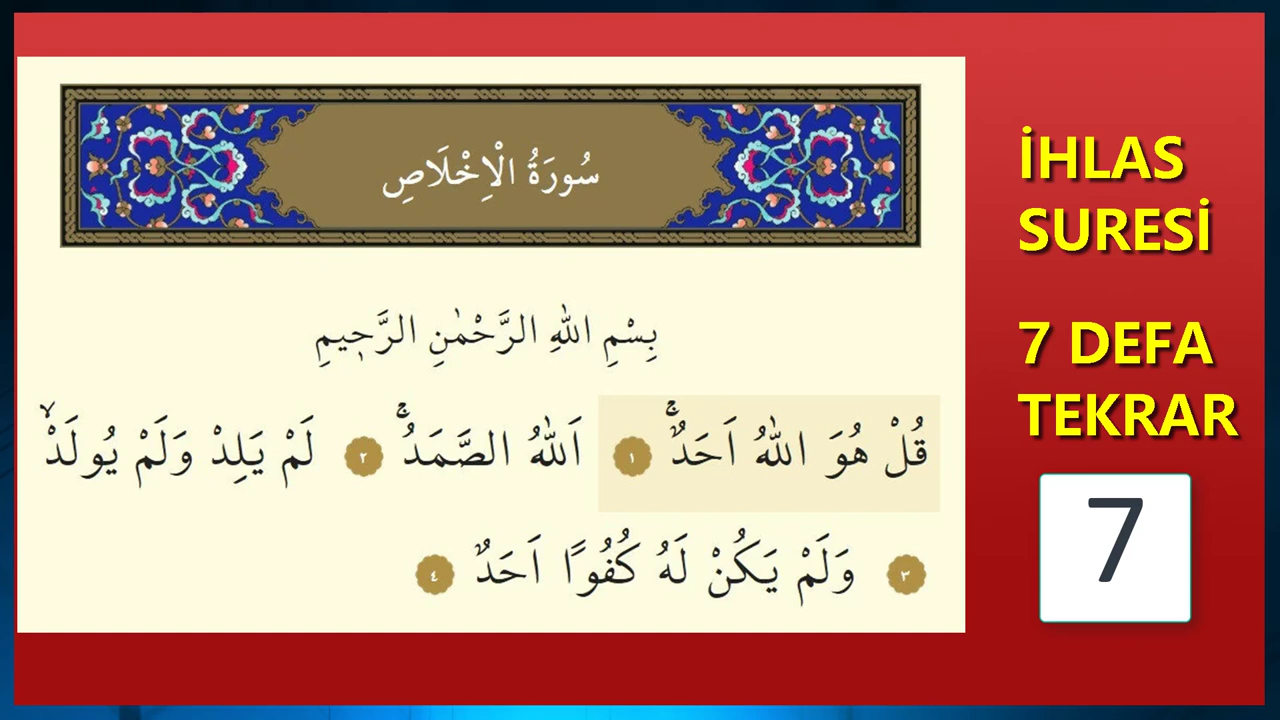 سُورَةُ الْاِخْلَاصِ
بِسْمِ اللّٰهِ الرَّحْمٰنِ الرَّح۪يمِ
قُلْ هُوَ اللّٰهُ اَحَدٌۚ ﴿١﴾ اَللّٰهُ الصَّمَدُۚ ﴿٢﴾ لَمْ يَلِدْ وَلَمْ يُولَدْۙ
﴿٣﴾ وَلَمْ يَكُنْ لَهُ كُفُوًا اَحَدٌ ﴿٤﴾
İHLAS
SURESİ
7 DEFA
TEKRAR
7